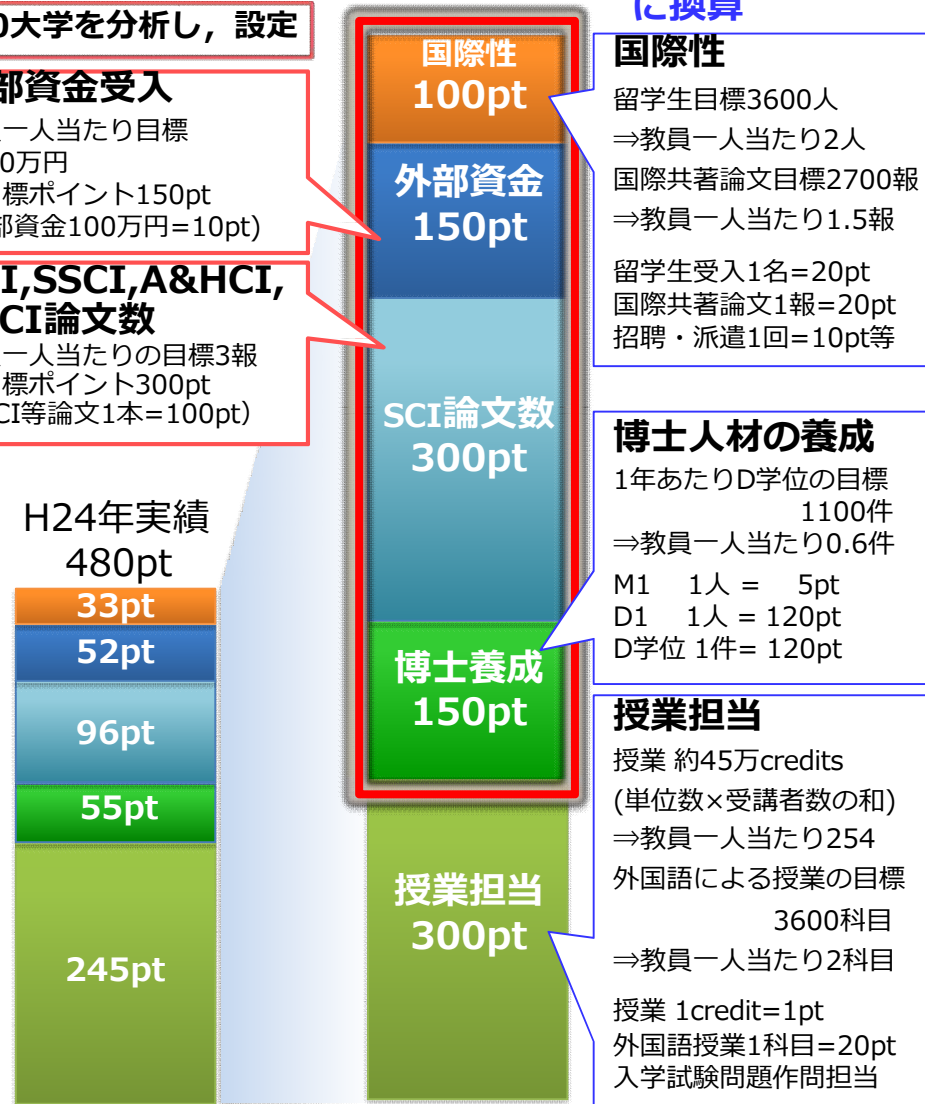 0大学を分析し，設定
部資金受入
一人当たり目標
0万円
標ポイント150pt
部資金100万円=10pt)
I,SSCI,A&HCI,
CI論文数
一人当たりの目標3報
標ポイント300pt
CI等論文1本=100pt）
H24年実績
480pt
33pt
52pt
96pt
55pt
245pt
国際性
100pt
外部資金
150pt
SCI論文数
300pt
博士養成
150pt
授業担当
300pt
に換算
国際性
留学生目標3600人
⇒教員一人当たり2人
国際共著論文目標2700報
⇒教員一人当たり1.5報
留学生受入1名=20pt
国際共著論文1報=20pt
招聘・派遣1回=10pt等
博士人材の養成
1年あたりD学位の目標
1100件
⇒教員一人当たり0.6件
M1 1人 = 5pt
D1 1人 = 120pt
D学位 1件= 120pt
授業担当
授業 約45万credits
(単位数×受講者数の和)
⇒教員一人当たり254
外国語による授業の目標
3600科目
⇒教員一人当たり2科目
授業 1credit=1pt
外国語授業1科目=20pt
入学試験問題作問担当